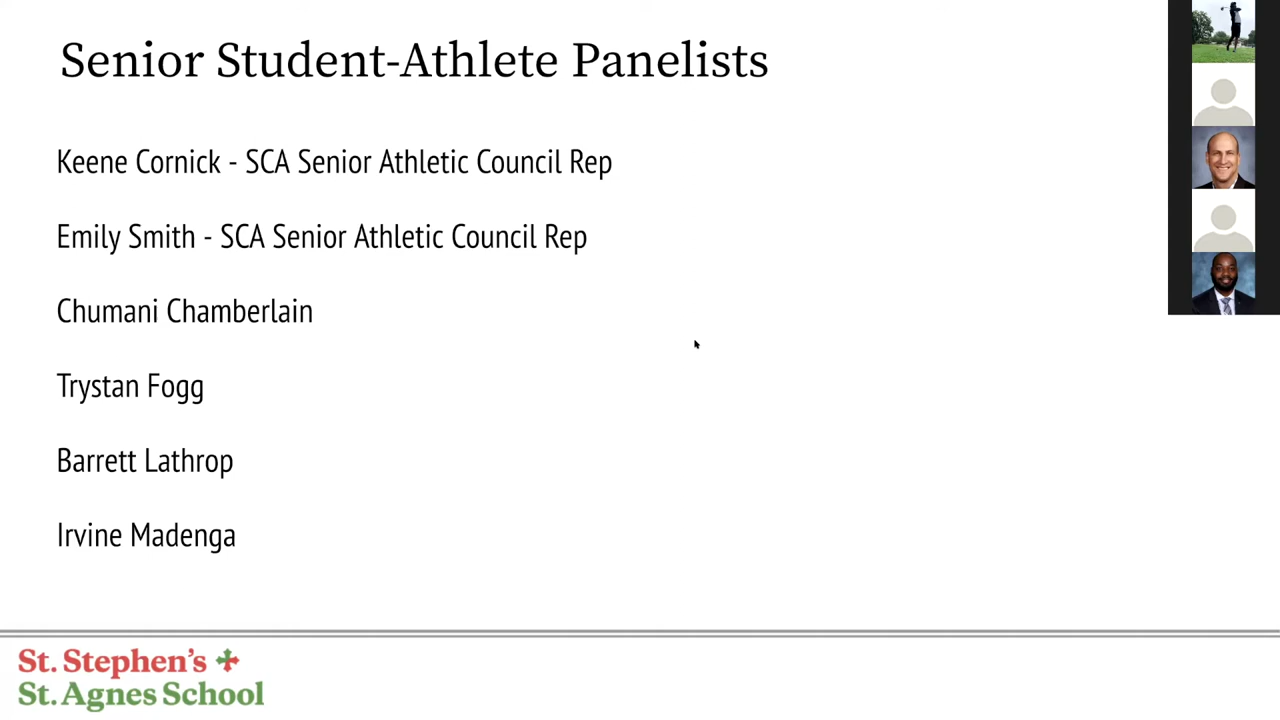 Senior Student-Athlete Panelists
Keene Cornick - SCA Senior Athletic Council Rep
Emily Smith - SCA Senior Athletic Council Rep
Chumani Chamberlain
Trystan Fogg
Barrett Lathrop
Irvine Madenga
St. Stephen's
St. Agnes School